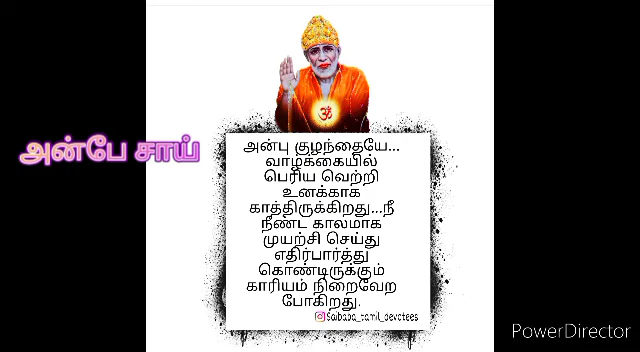 அன்பே சாய்
அன்பு குழந்தையே...
வாழ்க்கையில்
பெரிய வெற்றி
உனக்காக
காத்திருக்கிறது...நீ
நீண்ட காலமாக
முயற்சி செய்து
எதிர்பார்த்து
கொண்டிருக்கும்
காரியம் நிறைவேற
போகிறது.
Saibaba_tamil_devotees
PowerDirector